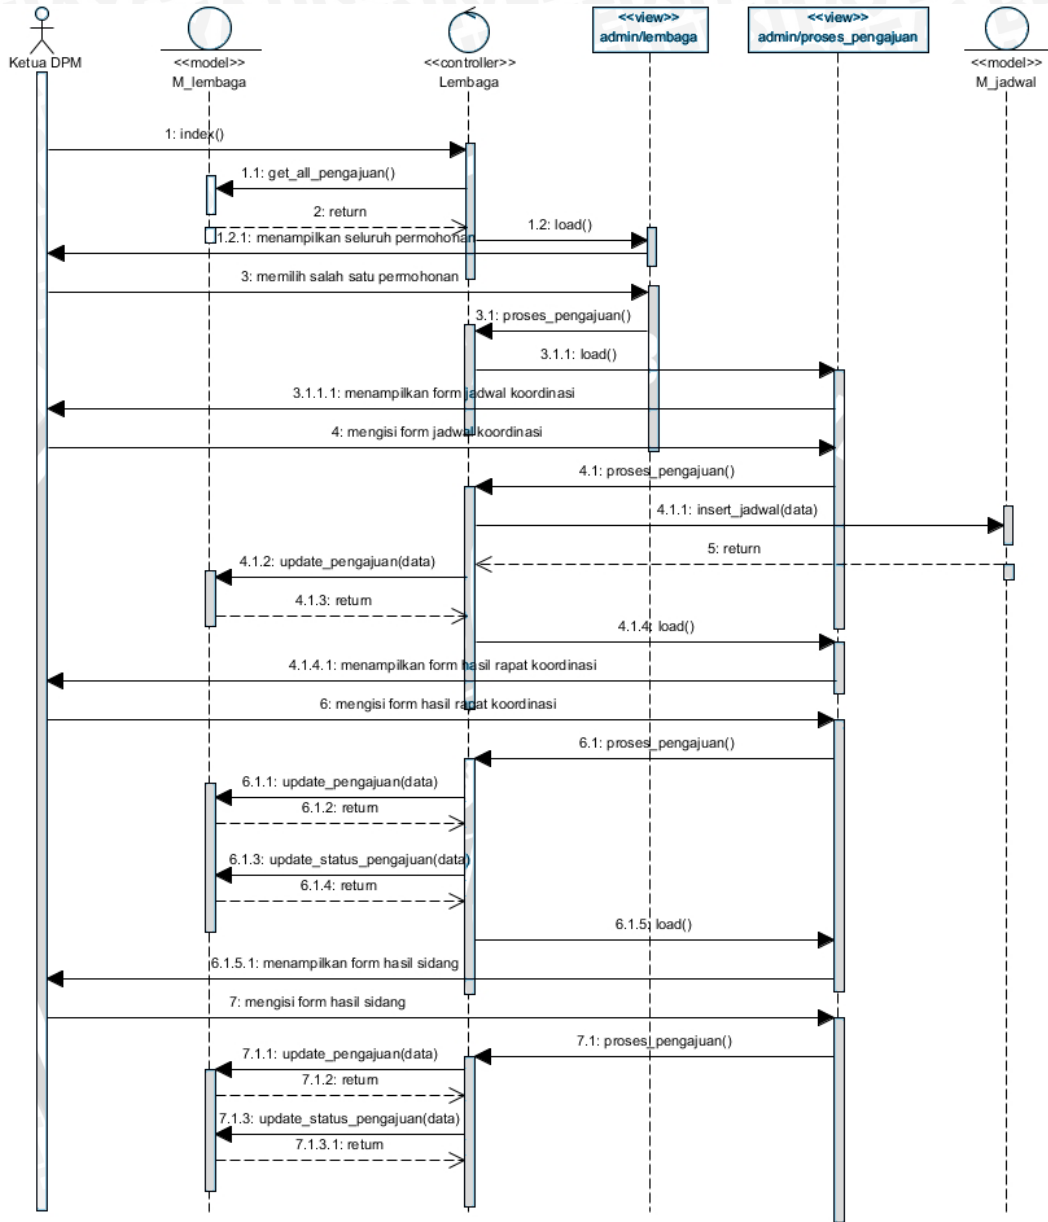 <<view>>
admin/lembaga
<<view>>
admin/proses_pengajuan
Ketua DPM
<<model>>
M_lembaga
<<controller>>
Lembaga
<<model>>
M_jadwal
1: index()
1.1: get_all_pengajuan()
2: return
1.2: load()
1.2.1: menampilkan seluruh permohonan
3: memilih salah satu permohonan
3.1: proses_pengajuan()
3.1.1: load()
3.1.1.1: menampilkan form jadwal koordinasi
4: mengisi form jadwal koordinasi
4.1: proses_pengajuan()
4.1.1: insert_jadwal(data)
5: return
4.1.2: update_pengajuan(data)
4.1.3: return
4.1.4: load()
4.1.4.1: menampilkan form hasil rapat koordinasi
6: mengisi form hasil rapat koordinasi
6.1: proses_pengajuan()
6.1.1: update_pengajuan(data)
6.1.2: return
6.1.3: update_status_pengajuan(data)
6.1.4: return
6.1.5: load()
6.1.5.1: menampilkan form hasil sidang
7: mengisi form hasil sidang
7.1: proses_pengajuan()
7.1.1: update_pengajuan(data)
7.1.2: return
7.1.3: update_status_pengajuan(data)
7.1.3.1: return